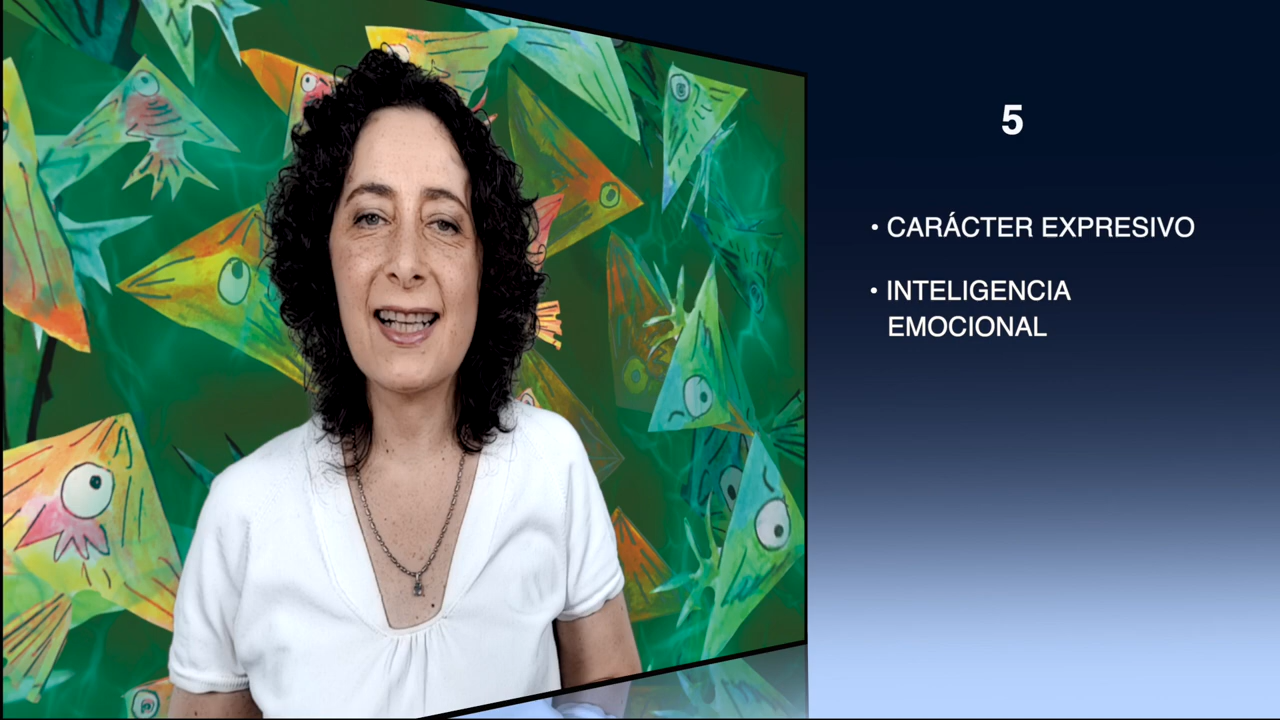 5
• CARÁCTER EXPRESIVO
• INTELIGENCIA
EMOCIONAL